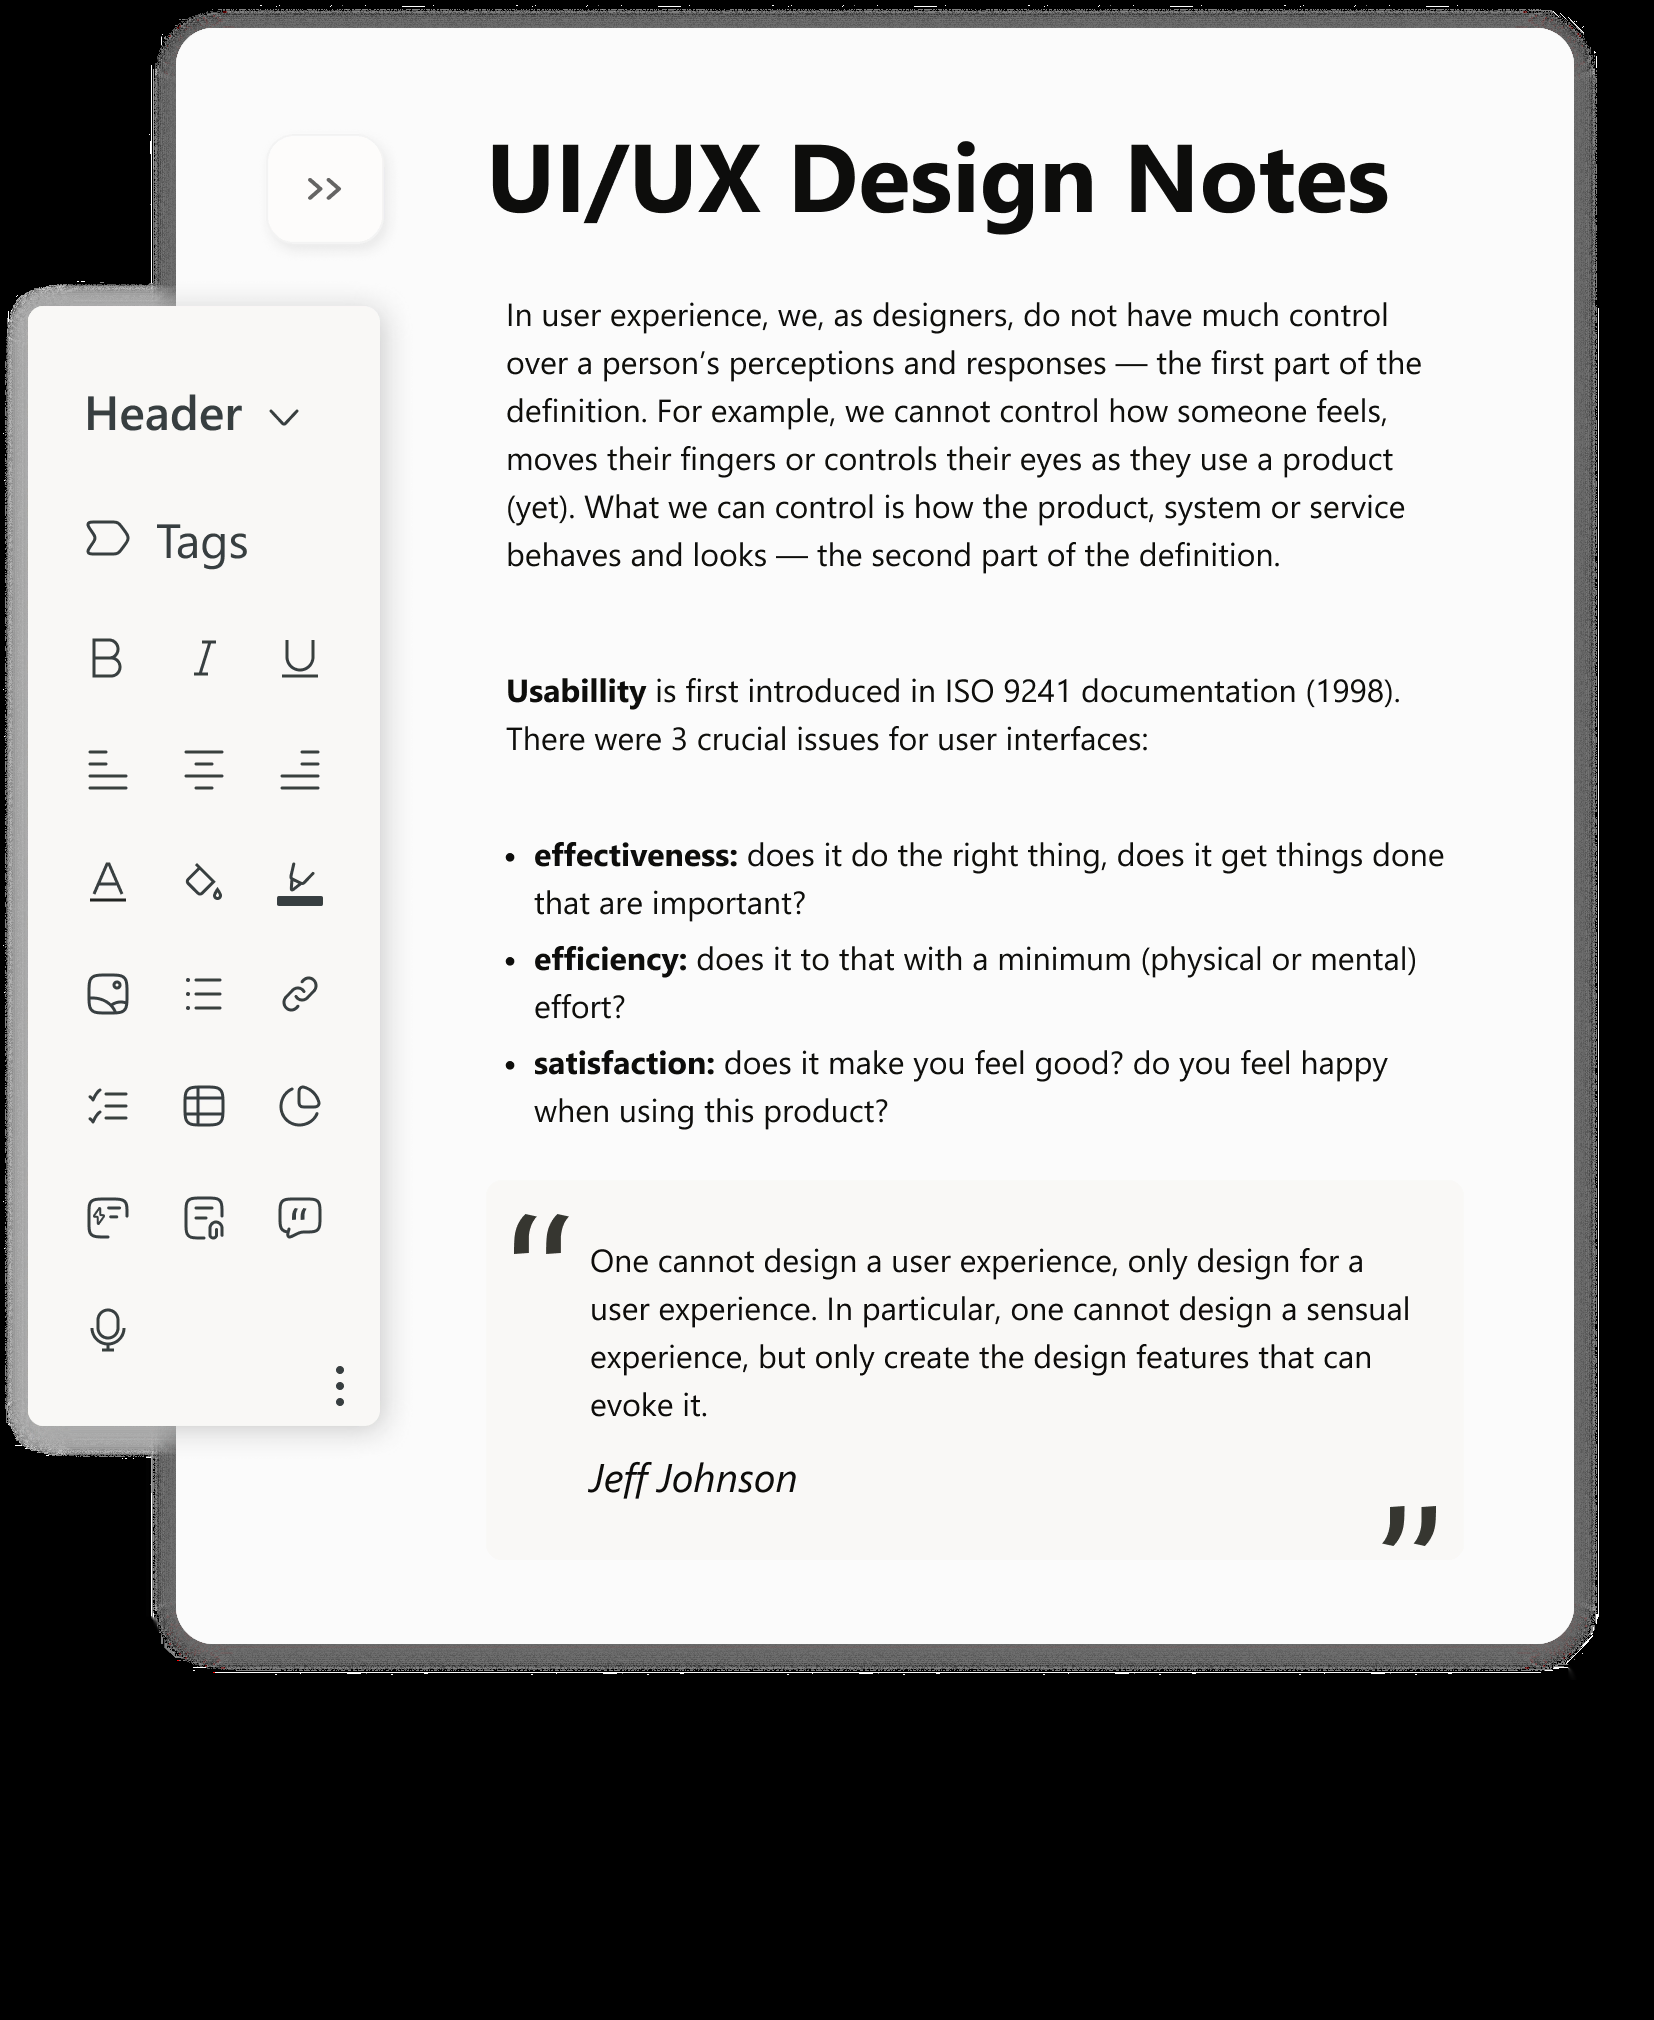 UI/UX Design Notes
Header
Tags
B I U
A
In user experience, we, as designers, do not have much control
over a person’s perceptions and responses — the first part of the
definition. For example, we cannot control how someone feels,
moves their fingers or controls their eyes as they use a product
(yet). What we can control is how the product, system or service
behaves and looks — the second part of the definition.
Usabillity is first introduced in ISO 9241 documentation (1998).
There were 3 crucial issues for user interfaces:
• effectiveness: does it do the right thing, does it get things done
that are important?
• efficiency: does it to that with a minimum (physical or mental)
effort?
• satisfaction: does it make you feel good? do you feel happy
when using this product?
“ One cannot design a user experience, only design for a
user experience. In particular, one cannot design a sensual
experience, but only create the design features that can
evoke it.
Jeff Johnson
”